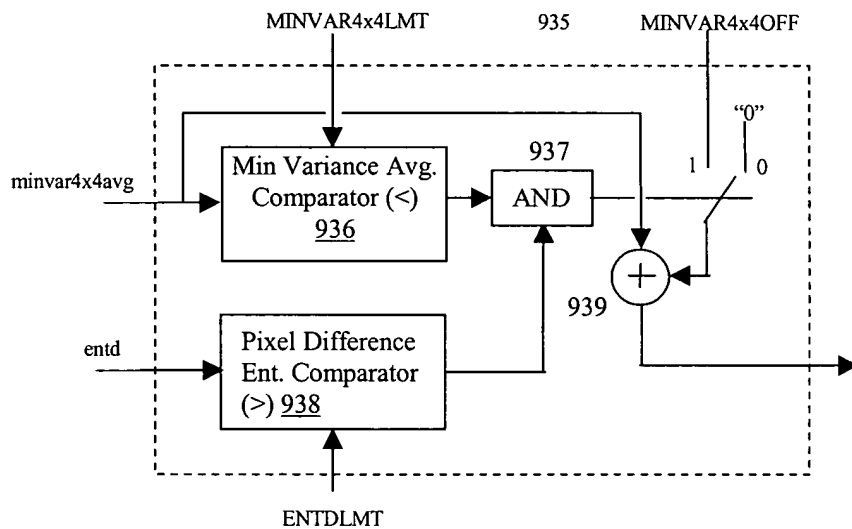 MINVAR4x4LMT
935
MINVAR4x4OFF
“0”
937
1
0
minvar4x4avg
Min Variance Avg.
Comparator (<)
936
AND
+
939
entd
Pixel Difference
Ent. Comparator
(>) 938
ENTDLMT